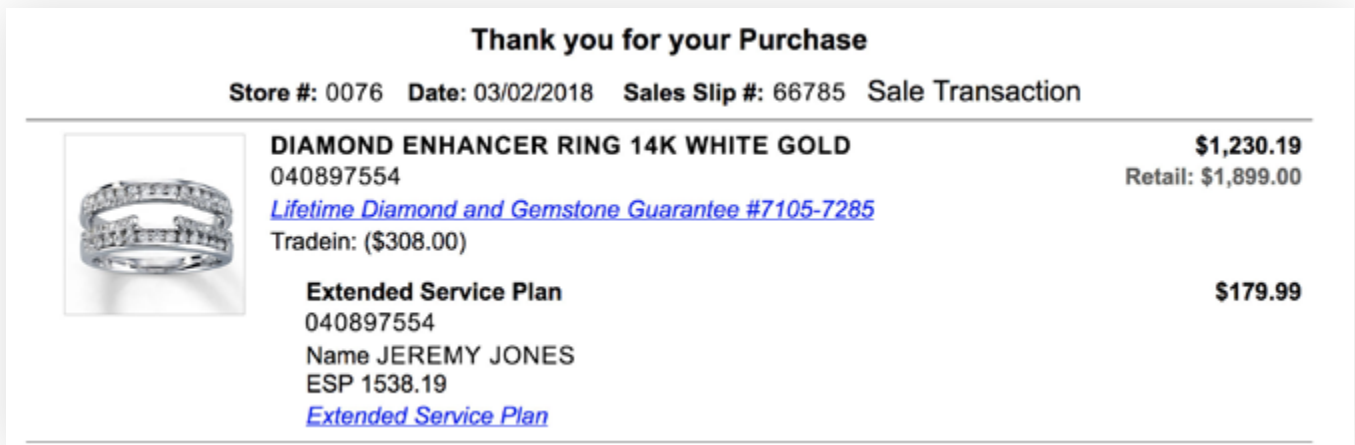 Thank you for your Purchase
Store #: 0076 Date: 03/02/2018 Sales Slip #: 66785 Sale Transaction
DIAMOND ENHANCER RING 14K WHITE GOLD $1,230.19
040897554 Retail: $1,899.00
Lifetime Diamond and Gemstone Guarantee #7105-7285
Tradein: ($308.00)
Extended Service Plan $179.99
040897554
Name JEREMY JONES
ESP 1538.19
Extended Service Plan